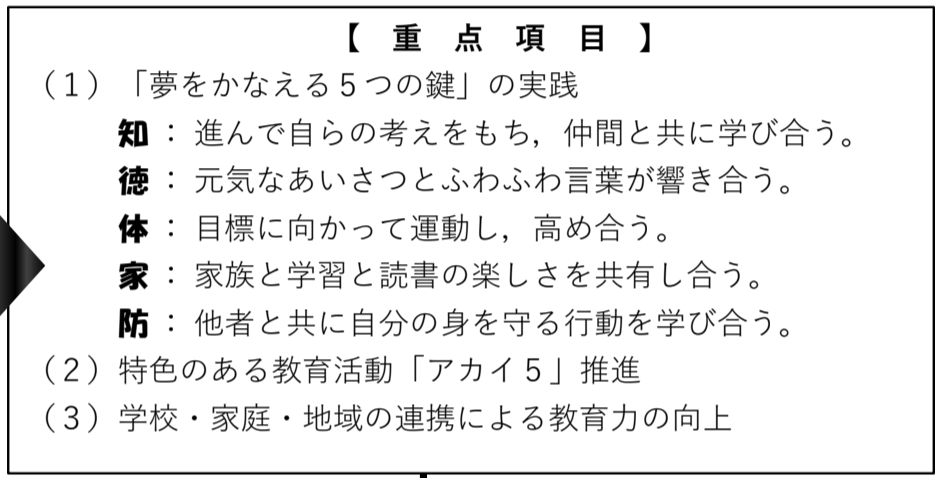 【　重　点　項　目　】
（１）「夢をかなえる５つの鍵」の実践
知：進んで自らの考えをもち，仲間と共に学び合う。
徳：元気なあいさつとふわふわ言葉が響き合う。
体：目標に向かって運動し，高め合う。
家：家族と学習と読書の楽しさを共有し合う。
防：他者と共に自分の身を守る行動を学び合う。
（２）特色のある教育活動「アカイ５」推進
（３）学校・家庭・地域の連携による教育力の向上